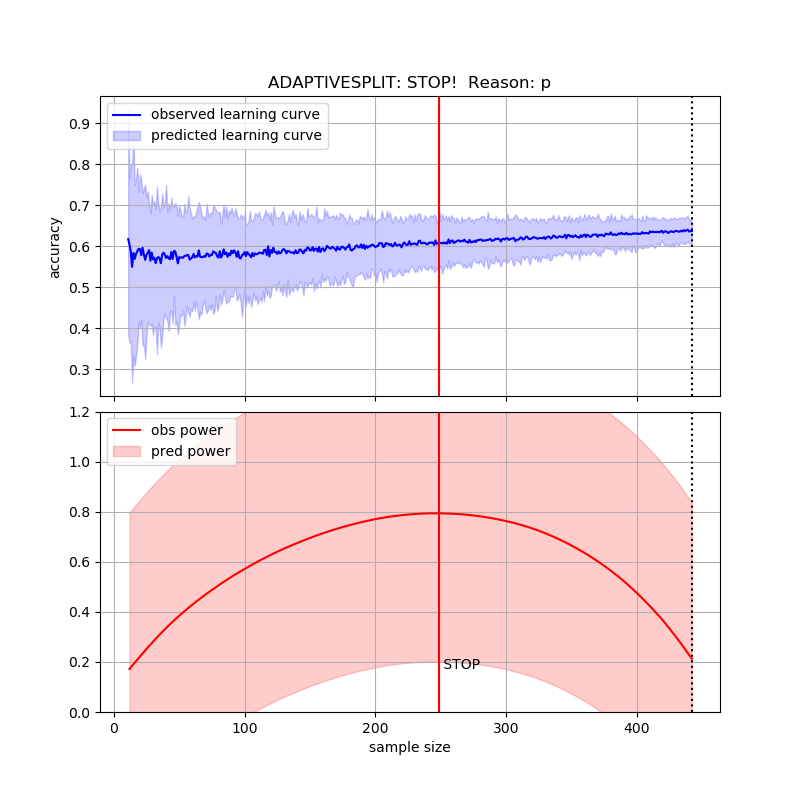 ADAPTIVESPLIT: STOP!  Reason: p
observed learning curve
predicted learning curve
accuracy
0.9
0.8
0.7
0.6
0.5
0.4
0.3
obs power
pred power
1.2
1.0
0.8
0.6
0.4
0.2
0.0
STOP
0 100 200 300 400
sample size